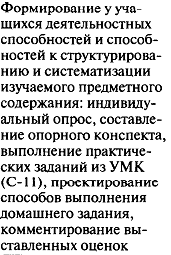 Формирование у уча-
щихся деятельностных
способностей и способ-
ностей к структурирова-
нию и систематизации
изучаемого предметного
содержания: индивиду-
альный опрос, составле-
ние опорного конспекта,
выполнение практиче-
ских заданий из УМК
(С-11), проектирование
способов выполнения
домашнего задания,
комментирование вы-
ставленных оценок